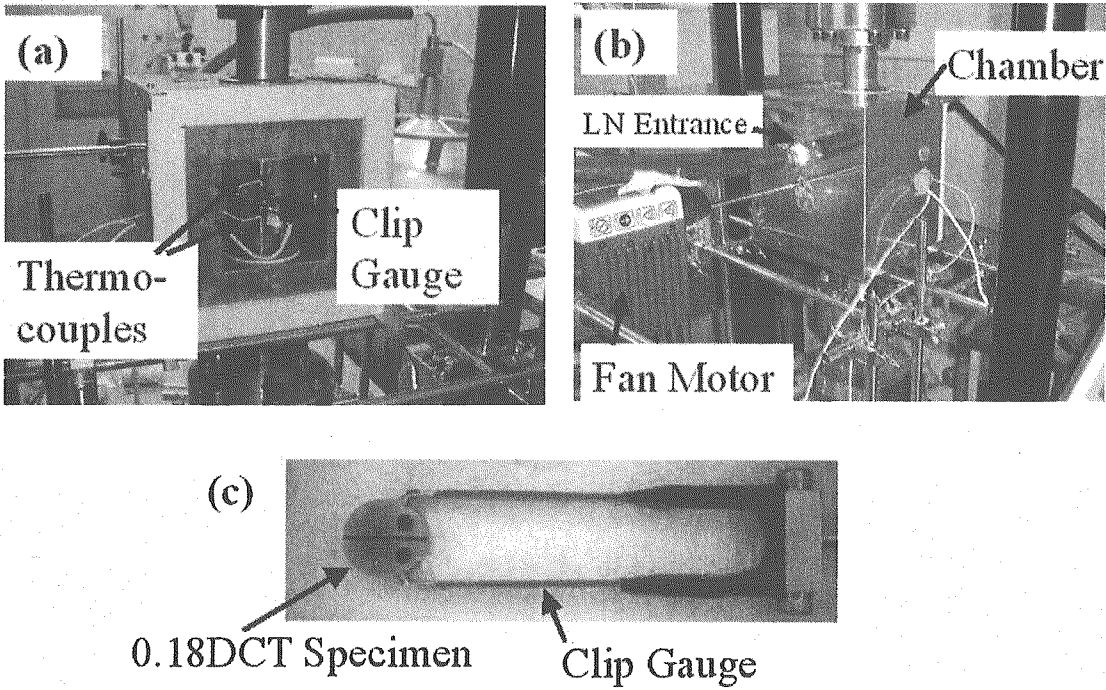 (a)
Thermo-
couples
Clip
Gauge
(b)
Chamber
LN Entrance
Fan Motor
(c)
0.18DCT Specimen
Clip Gauge